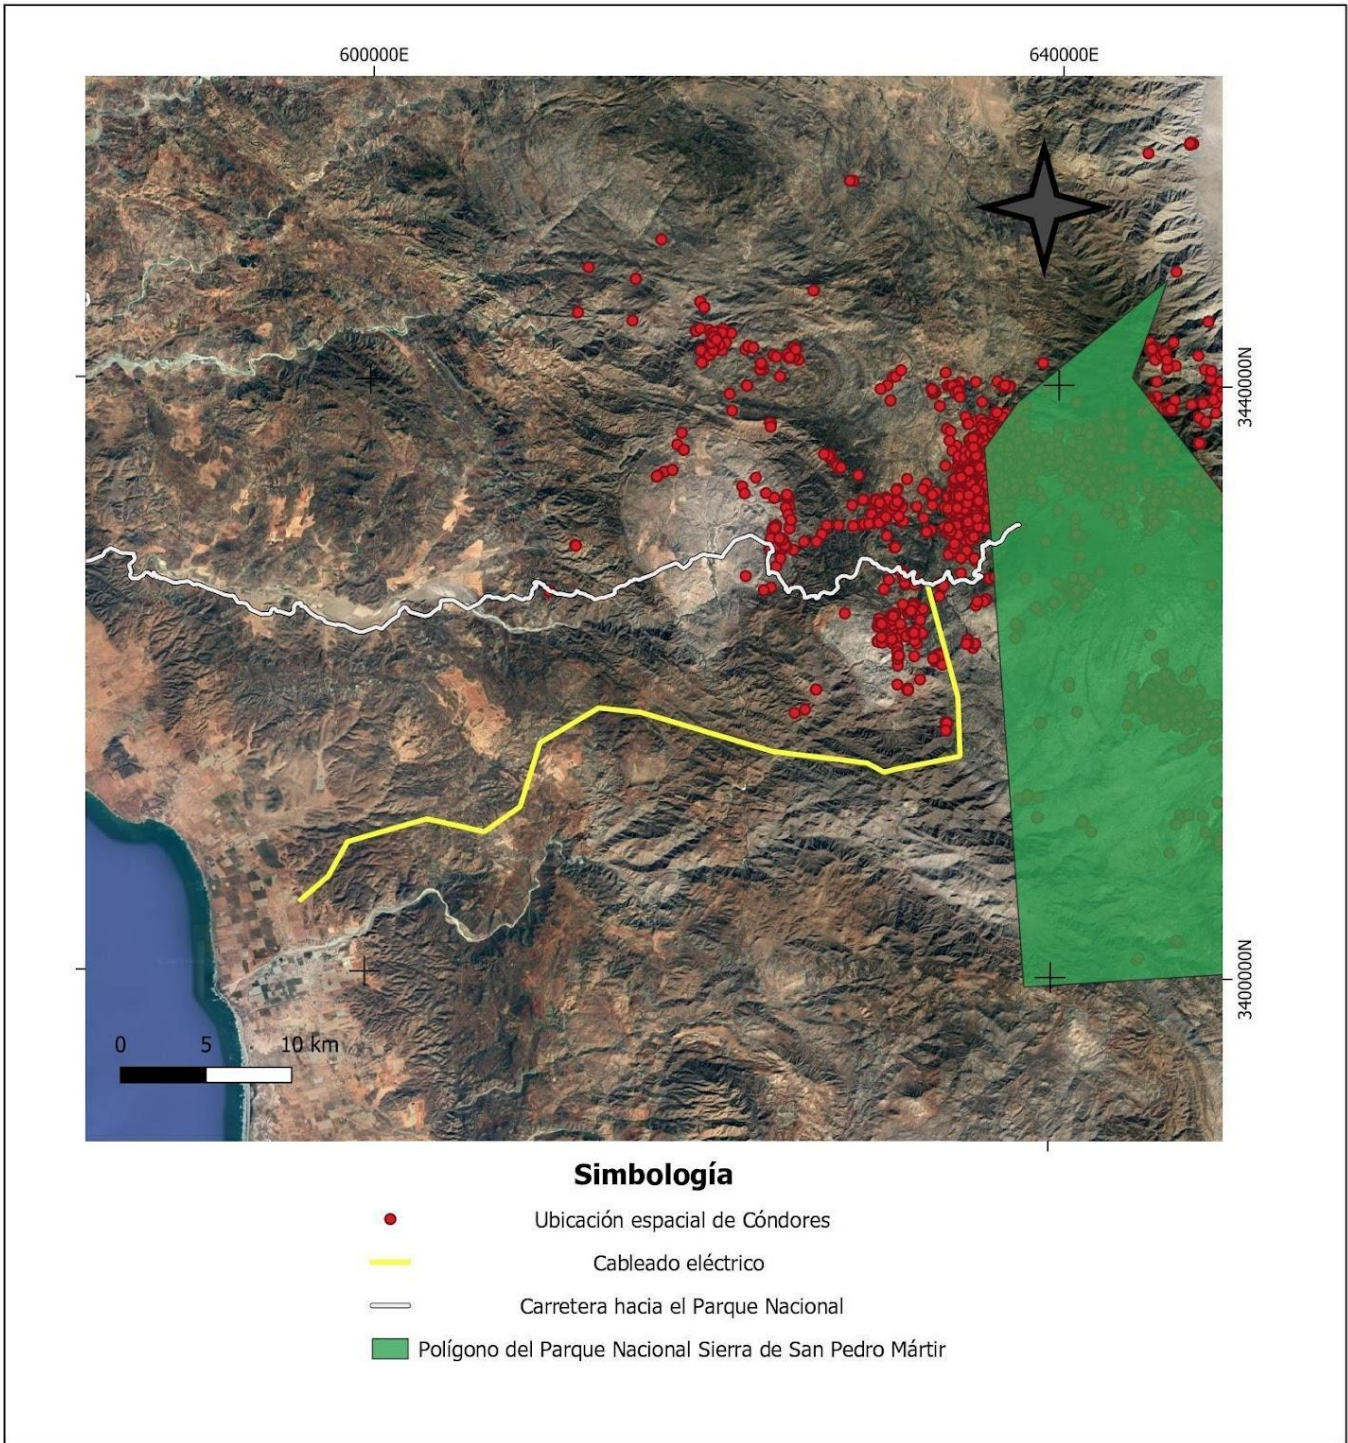 600000E
640000E
3440000N
3400000N
0 5 10 km
Simbología
Ubicación espacial de Cóndores
Cableado eléctrico
Carretera hacia el Parque Nacional
Polígono del Parque Nacional Sierra de San Pedro Mártir